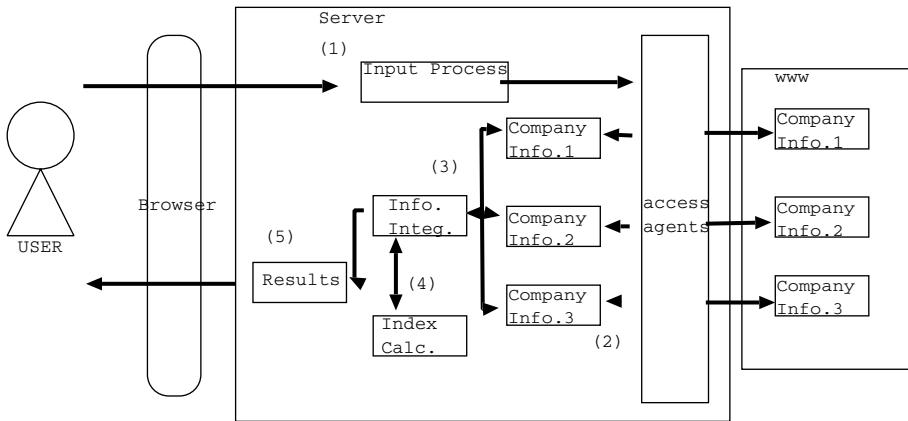 Server
(1)
Input Process
www
Company
Info.1
Company
Info.1
(3)
Browser
Info.
Integ.
Company
Info.2
access
agents
Company
Info.2
USER
(5)
Results
(4)
Company
Info.3
Company
Info.3
Index
Calc.
(2)